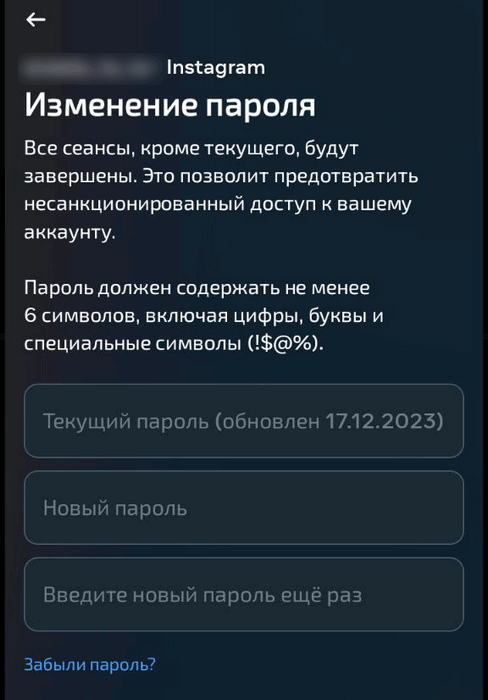 Instagram
Изменение пароля
Все сеансы, кроме текущего, будут
завершены. Это позволит предотвратить
несанкционированный доступ к вашему
аккаунту.
Пароль должен содержать не менее
6 символов, включая цифры, буквы и
специальные символы (!$@%).
Текущий пароль (обновлен 17.12.2023)
Новый пароль
Введите новый пароль ещё раз
Забыли пароль?